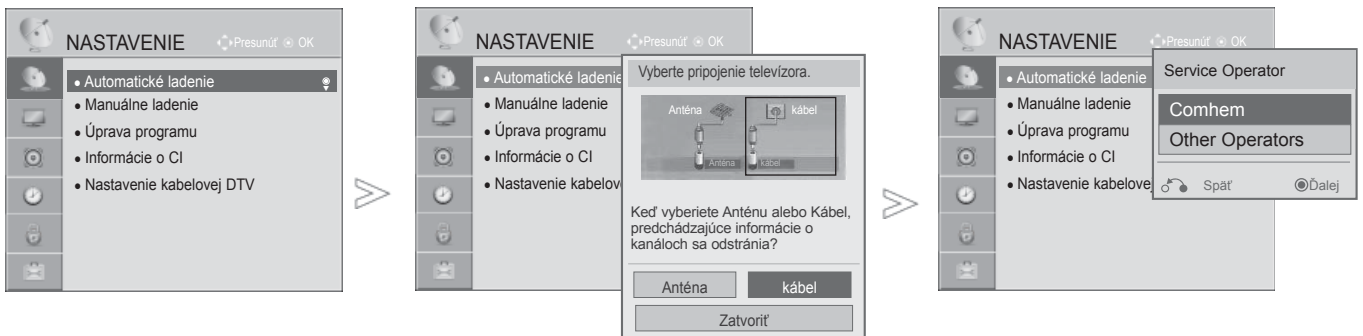 NASTAVENIE
Presunúť OK
• Automatické ladenie
• Manuálne ladenie
• Úprava programu
• Informácie o CI
• Nastavenie kabelovej DTV
NASTAVENIE
Presunúť OK
• Automatické ladenie
• Manuálne ladenie
• Úprava programu
• Informácie o CI
• Nastavenie kabelov
Vyberte pripojenie televízora.
Anténa kábel
Anténa kábel
Keď vyberiete Anténu alebo Kábel,
predchádzajúce informácie o
kanáloch sa odstránia?
Anténa kábel
Zatvoriť
NASTAVENIE
Presunúť OK
• Automatické ladenie
• Manuálne ladenie
• Úprava programu
• Informácie o CI
• Nastavenie kabelovej
Service Operator
Comhem
Other Operators
Späť Ďalej